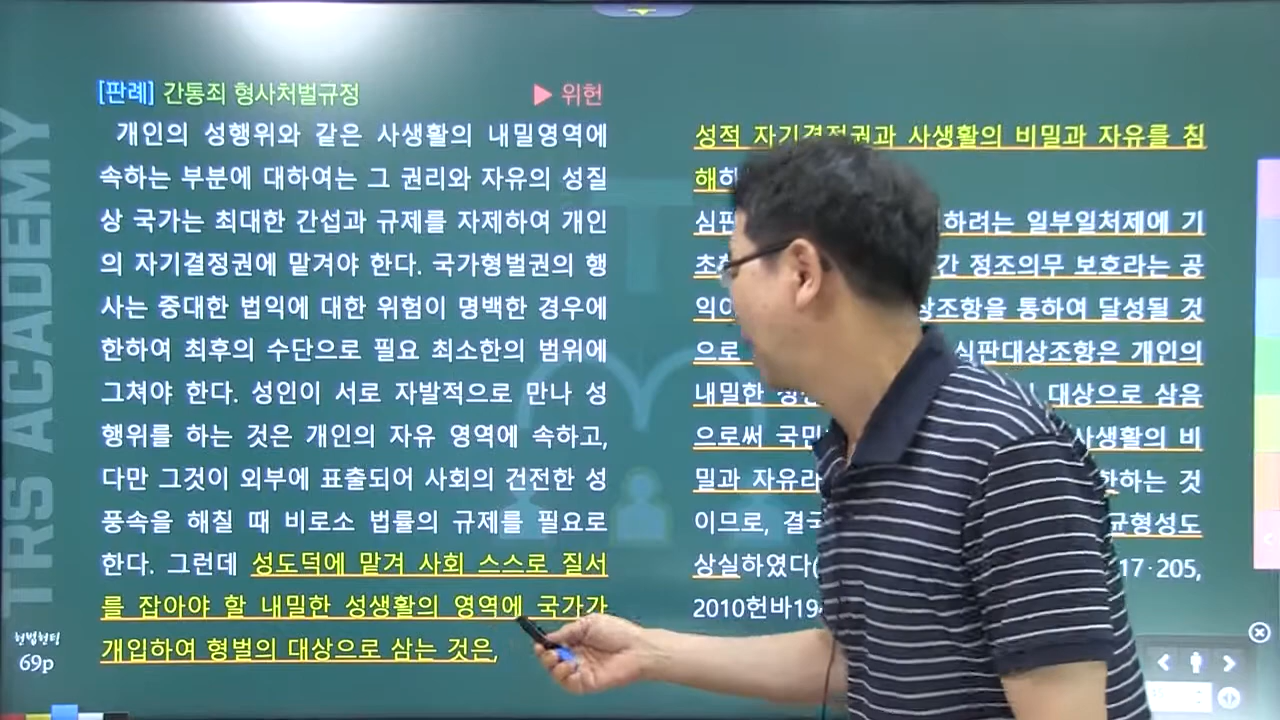 [판례] 간통죄 형사처벌규정 ▶ 위헌
개인의 성행위와 같은 사생활의 내밀영역에
속하는 부분에 대하여는 그 권리와 자유의 성질
상 국가는 최대한 간섭과 규제를 자제하여 개인
의 자기결정권에 맡겨야 한다. 국가형벌권의 행
사는 중대한 법익에 대한 위험이 명백한 경우에
한하여 최후의 수단으로 필요 최소한의 범위에
그쳐야 한다. 성인이 서로 자발적으로 만나 성
행위를 하는 것은 개인의 자유 영역에 속하고,
다만 그것이 외부에 표출되어 사회의 건전한 성
풍속을 해칠 때 비로소 법률의 규제를 필요로
한다. 그런데 성도덕에 맡겨 사회 스스로 질서
를 잡아야 할 내밀한 성생활의 영역에 국가가
개입하여 형벌의 대상으로 삼는 것은,
성적 자기결정권과 사생활의 비밀과 자유를 침
해하
심판 하려는 일부일처제에 기
초한 간 정조의무 보호라는 공
익이 상조항을 통하여 달성될 것
으로 심판대상조항은 개인의
내밀한 대상으로 삼음
으로써 국민 사생활의 비
밀과 자유라 한하는 것
이므로, 결국 균형성도
상실하였다( 17·205,
2010헌바19
TRS ACADEMY
헌법헌팅
69p